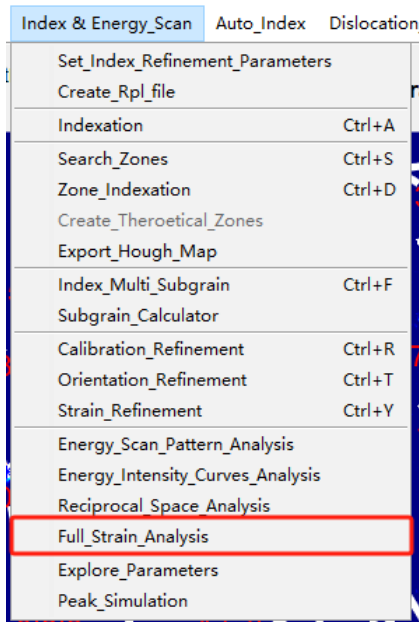 Index & Energy_Scan Auto_Index Dislocation_
Set_Index_Refinement_Parameters
Create_Rpl_file
Indexation Ctrl+A
Search_Zones Ctrl+S
Zone_Indexation Ctrl+D
Create_Theroetical_Zones
Export_Hough_Map
Index_Multi_Subgrain Ctrl+F
Subgrain_Calculator
Calibration_Refinement Ctrl+R
Orientation_Refinement Ctrl+T
Strain_Refinement Ctrl+Y
Energy_Scan_Pattern_Analysis
Energy_Intensity_Curves_Analysis
Reciprocal_Space_Analysis
Full_Strain_Analysis
Explore_Parameters
Peak_Simulation